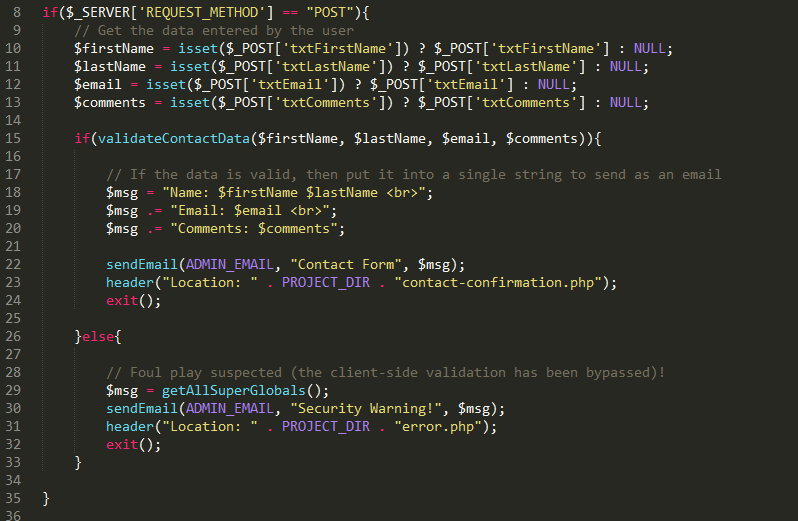 8 if($_SERVER['REQUEST_METHOD'] == "POST"){
9 // Get the data entered by the user
10 $firstName = isset($_POST['txtFirstName']) ? $_POST['txtFirstName'] : NULL;
11 $lastName = isset($_POST['txtLastName']) ? $_POST['txtLastName'] : NULL;
12 $email = isset($_POST['txtEmail']) ? $_POST['txtEmail'] : NULL;
13 $comments = isset($_POST['txtComments']) ? $_POST['txtComments'] : NULL;
14
15 if(validateContactData($firstName, $lastName, $email, $comments)){
16
17 // If the data is valid, then put it into a single string to send as an email
18 $msg = "Name: $firstName $lastName <br>";
19 $msg .= "Email: $email <br>";
20 $msg .= "Comments: $comments";
21
22 sendEmail(ADMIN_EMAIL, "Contact Form", $msg);
23 header("Location: " . PROJECT_DIR . "contact-confirmation.php");
24 exit();
25
26 }else{
27
28 // Foul play suspected (the client-side validation has been bypassed)!
29 $msg = getAllSuperGlobals();
30 sendEmail(ADMIN_EMAIL, "Security Warning!", $msg);
31 header("Location: " . PROJECT_DIR . "error.php");
32 exit();
33 }
34
35 }
36